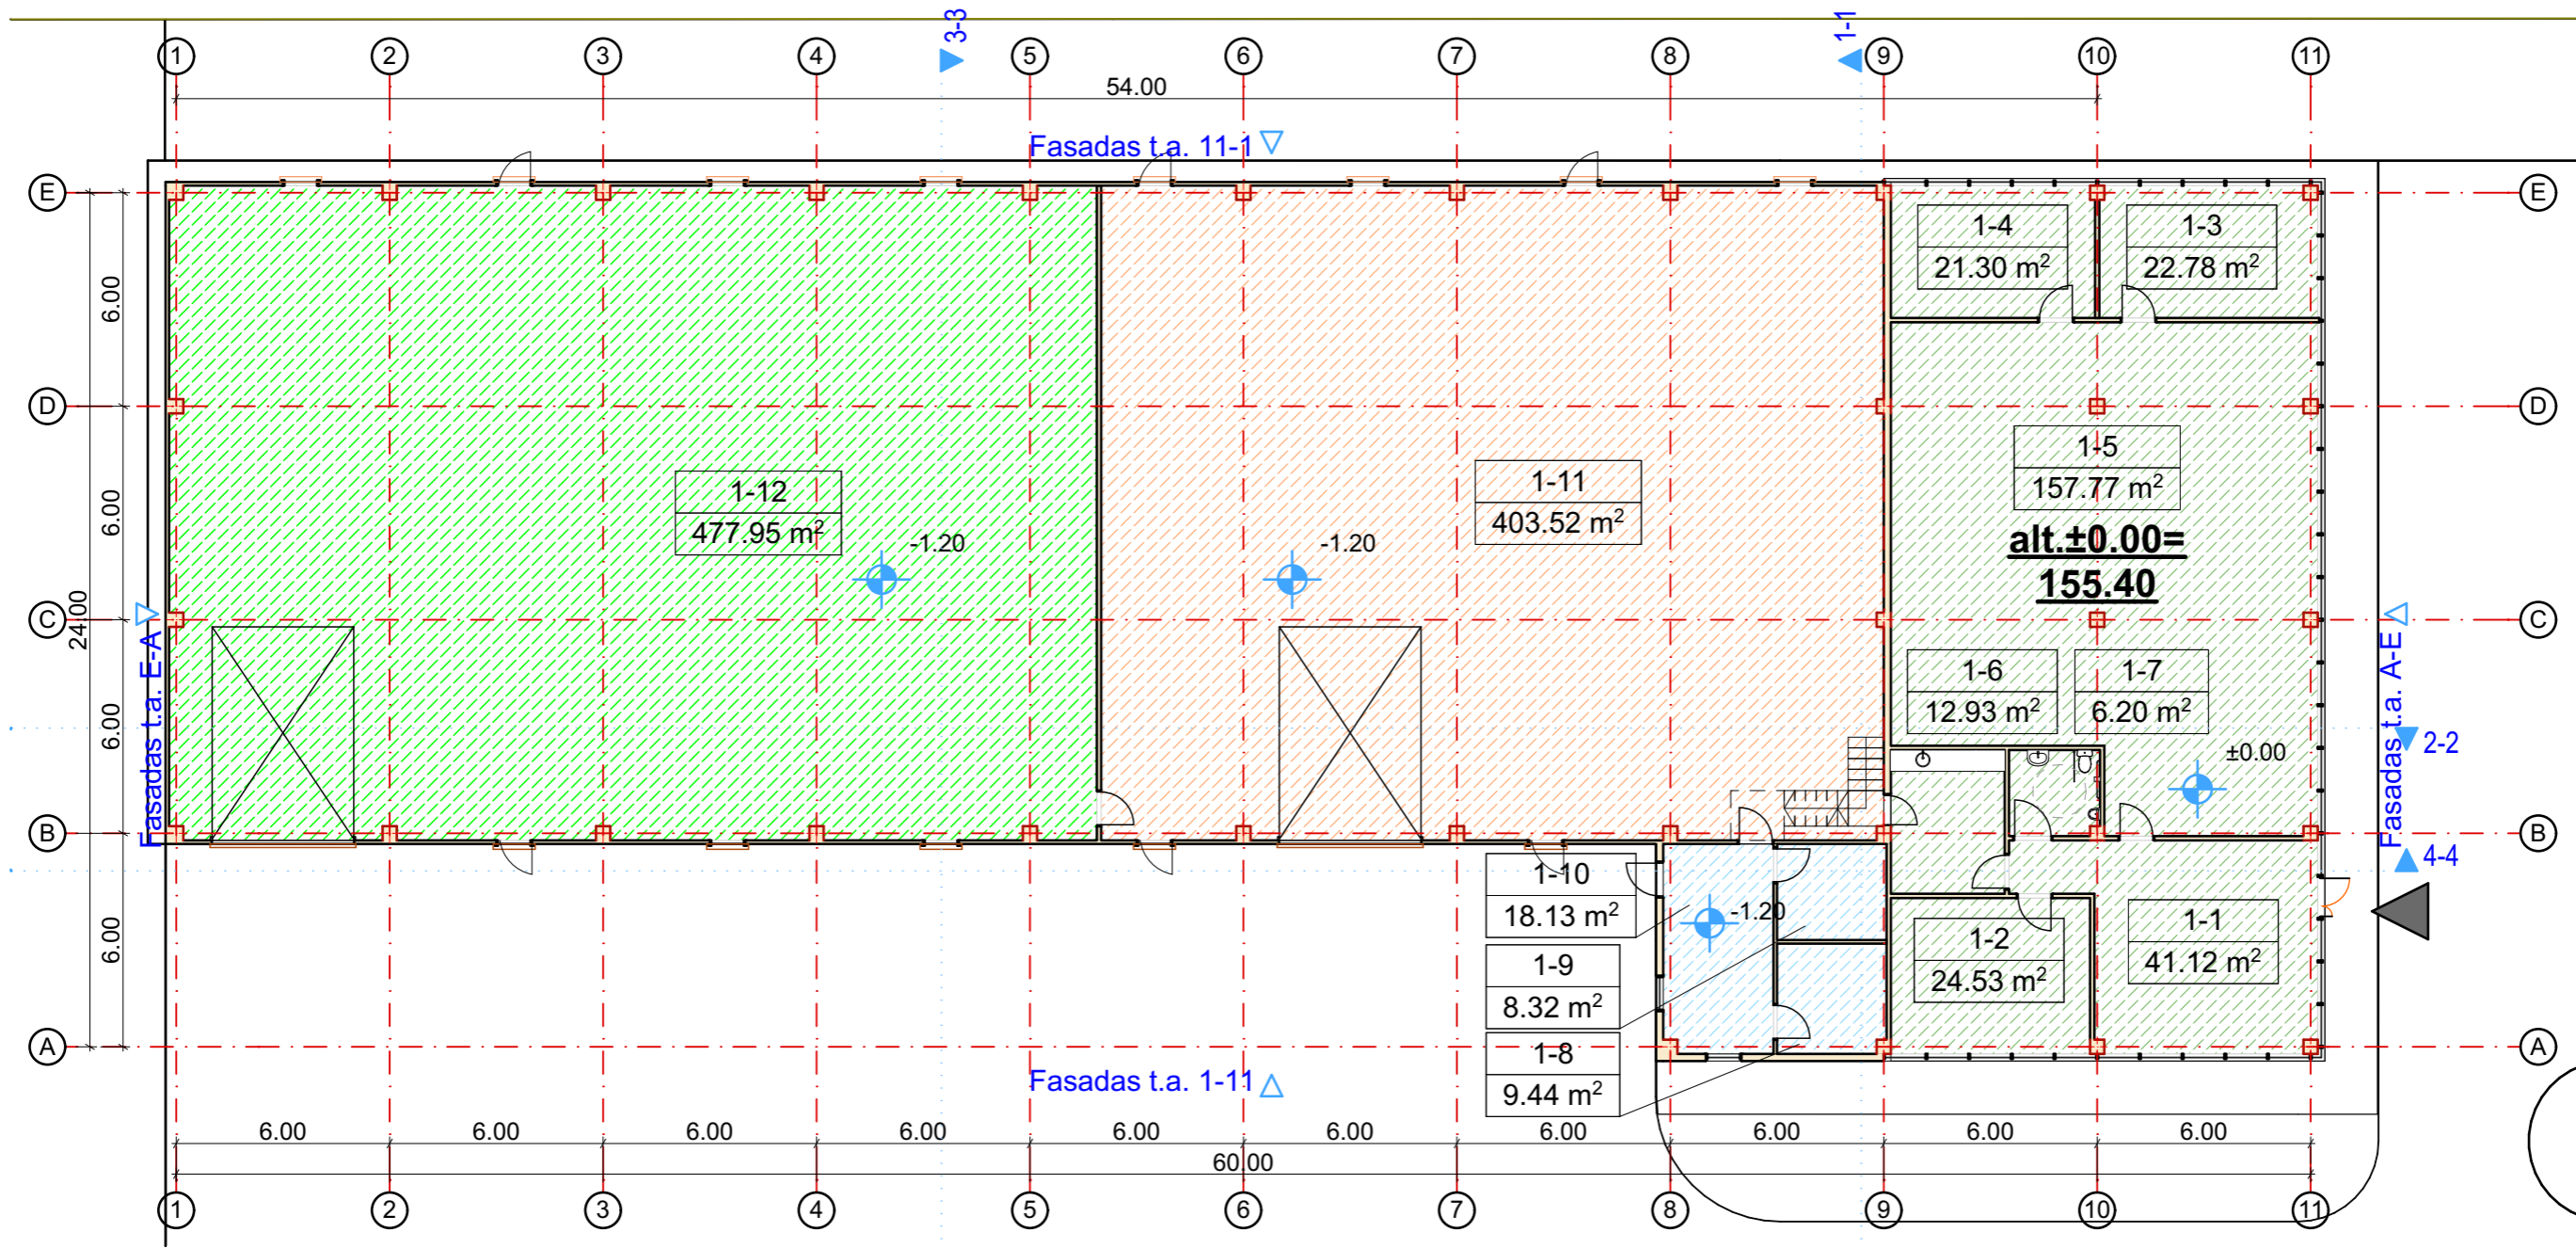 3-3
1-1
1 2 3 4 5 6 7 8 9 10 11
54.00
Fasadas t.a. 11-1
E
E
1-4
21.30 m²
1-3
22.78 m²
6.00
D
D
1-5
157.77 m²
1-12
477.95 m²
1-11
403.52 m²
6.00
-1.20
-1.20
alt.±0.00=
155.40
C
C
24.00
Fasadas t.a. E-A
Fasadas t.a. A-E
1-6
12.93 m²
1-7
6.20 m²
6.00
2-2
±0.00
B
B
4-4
1-10
18.13 m²
-1.20
6.00
1-9
8.32 m²
1-2
24.53 m²
1-1
41.12 m²
A
A
1-8
9.44 m²
Fasadas t.a. 1-11
6.00 6.00 6.00 6.00 6.00 6.00 6.00 6.00 6.00 6.00
60.00
1 2 3 4 5 6 7 8 9 10 11